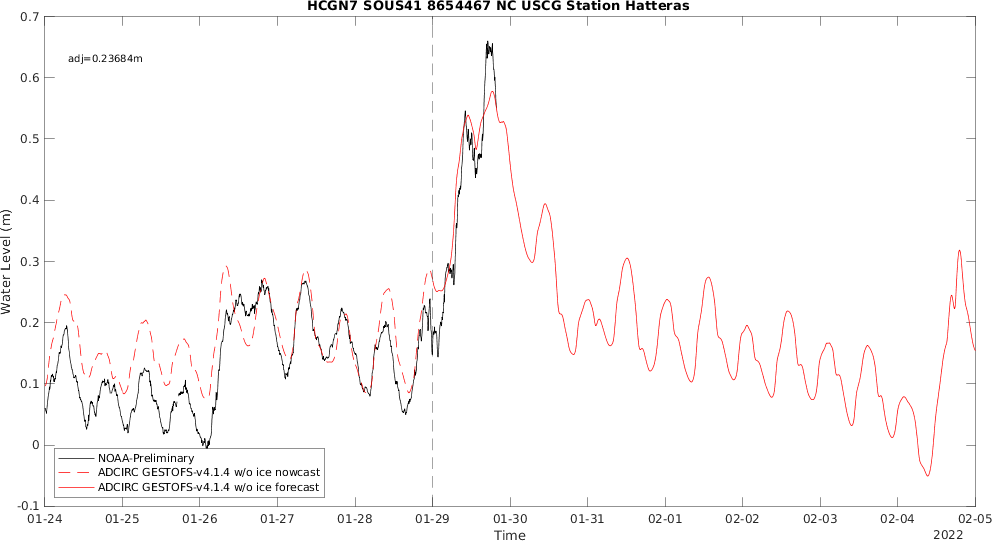 HCGN7 SOUS41 8654467 NC USCG Station Hatteras
adj=0.23684m
Water Level (m)
0.7
0.6
0.5
0.4
0.3
0.2
0.1
0
-0.1
NOAA-Preliminary
ADCIRC GESTOFS-v4.1.4 w/o ice nowcast
ADCIRC GESTOFS-v4.1.4 w/o ice forecast
01-24 01-25 01-26 01-27 01-28 01-29 01-30 01-31 02-01 02-02 02-03 02-04 02-05
Time
2022